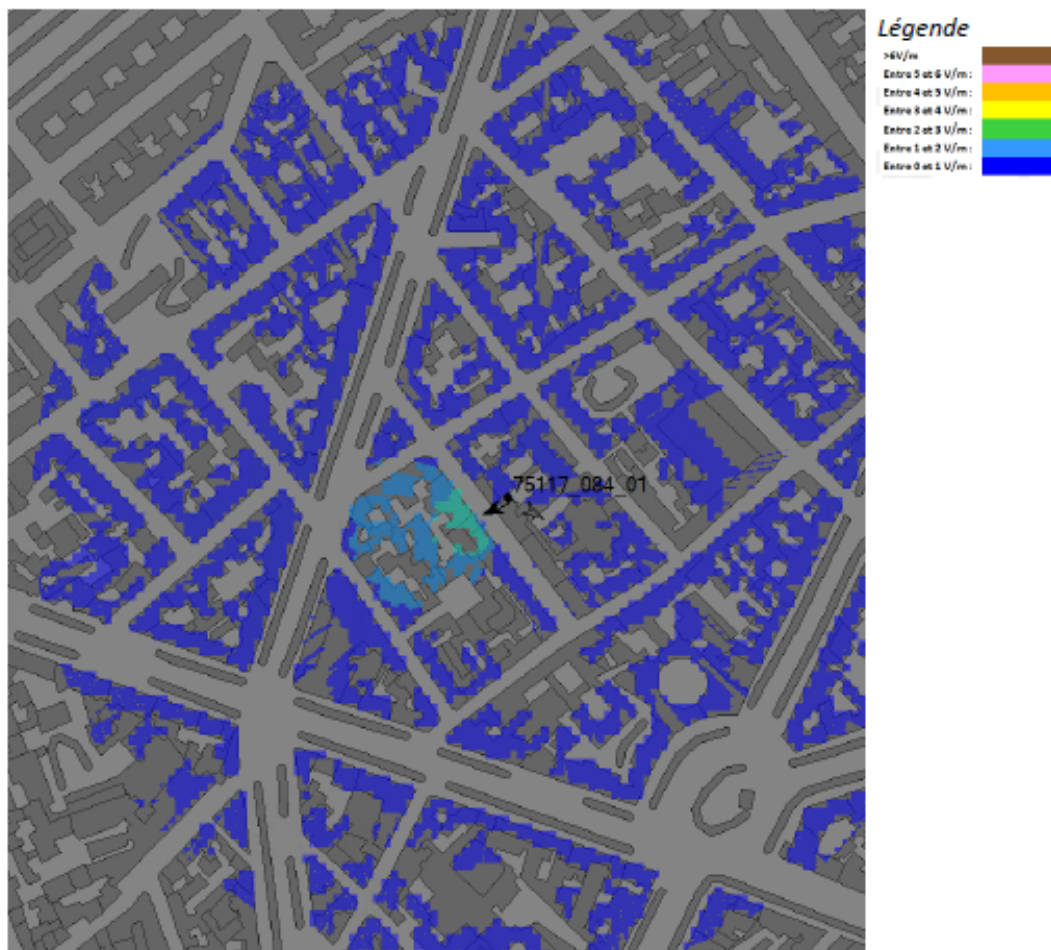 Légende
>6V/m
Entre 5 et 6 V/m :
Entre 4 et 5 V/m :
Entre 3 et 4 V/m :
Entre 2 et 3 V/m :
Entre 1 et 2 V/m :
Entre 0 et 1 V/m :
75117_084_01